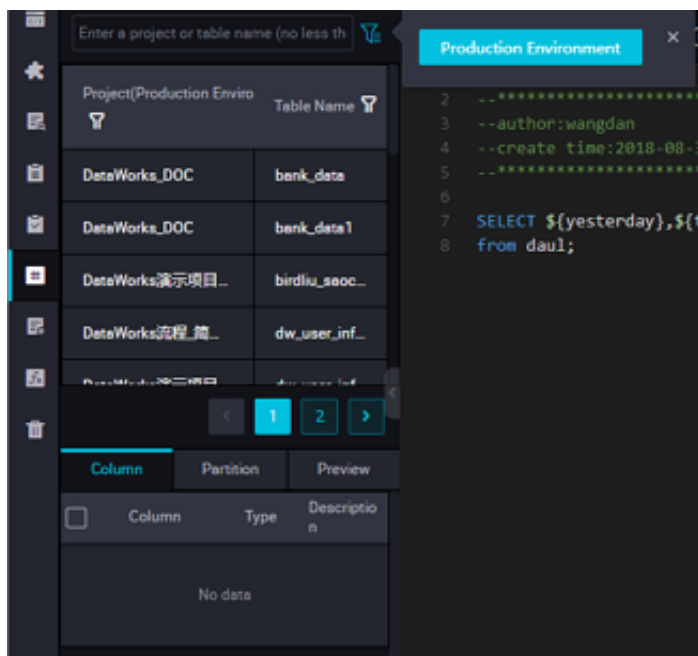 Enter a project or table name (no less th
Production Environment
Project(Production Enviro
Table Name
DataWorks_DOC
bank_data
DataWorks_DOC
bank_data1
DataWorks演示项目...
birdliu_saoc...
DataWorks流程_简...
dw_user_inf...
1
2
Column
Partition
Preview
Column
Type
Descriptio
n
No data
2 --********************
3 --author:wangdan
4 --create time:2018-08-
5 --********************
6
7 SELECT ${yesterday},${
8 from daul;